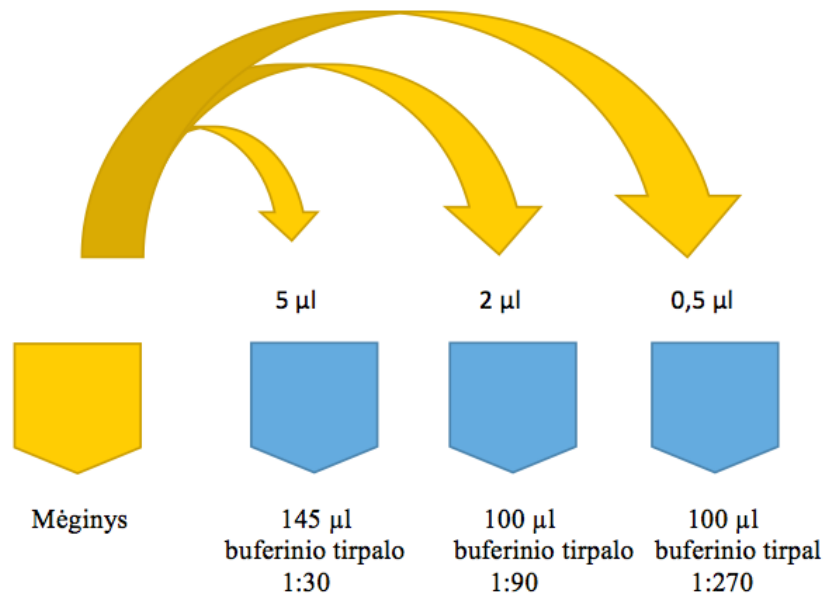 5 µl
2 µl
0,5 µl
Mėginys
145 µl
buferinio tirpalo
1:30
100 µl
buferinio tirpalo
1:90
100 µl
buferinio tirpal
1:270